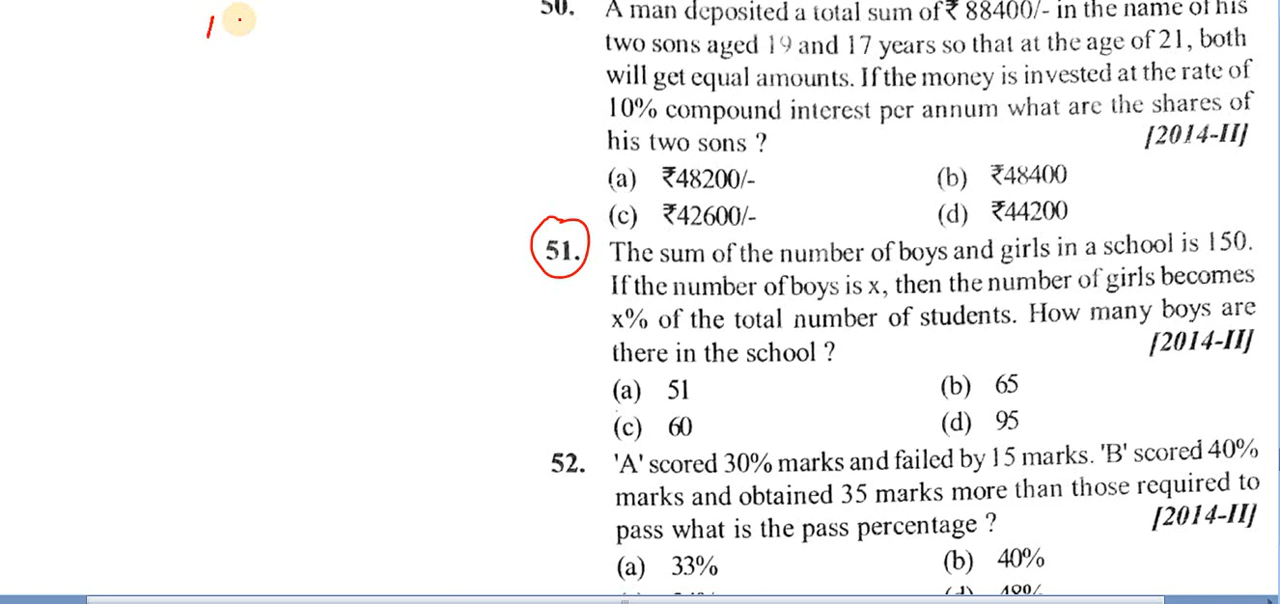 50. A man deposited a total sum of ₹ 88400/- in the name of his
two sons aged 19 and 17 years so that at the age of 21, both
will get equal amounts. If the money is invested at the rate of
10% compound interest per annum what are the shares of
his two sons ? [2014-II]
(a) ₹48200/- (b) ₹48400
(c) ₹42600/- (d) ₹44200
51. The sum of the number of boys and girls in a school is 150.
If the number of boys is x, then the number of girls becomes
x% of the total number of students. How many boys are
there in the school ? [2014-II]
(a) 51 (b) 65
(c) 60 (d) 95
52. 'A' scored 30% marks and failed by 15 marks. 'B' scored 40%
marks and obtained 35 marks more than those required to
pass what is the pass percentage ? [2014-II]
(a) 33% (b) 40%